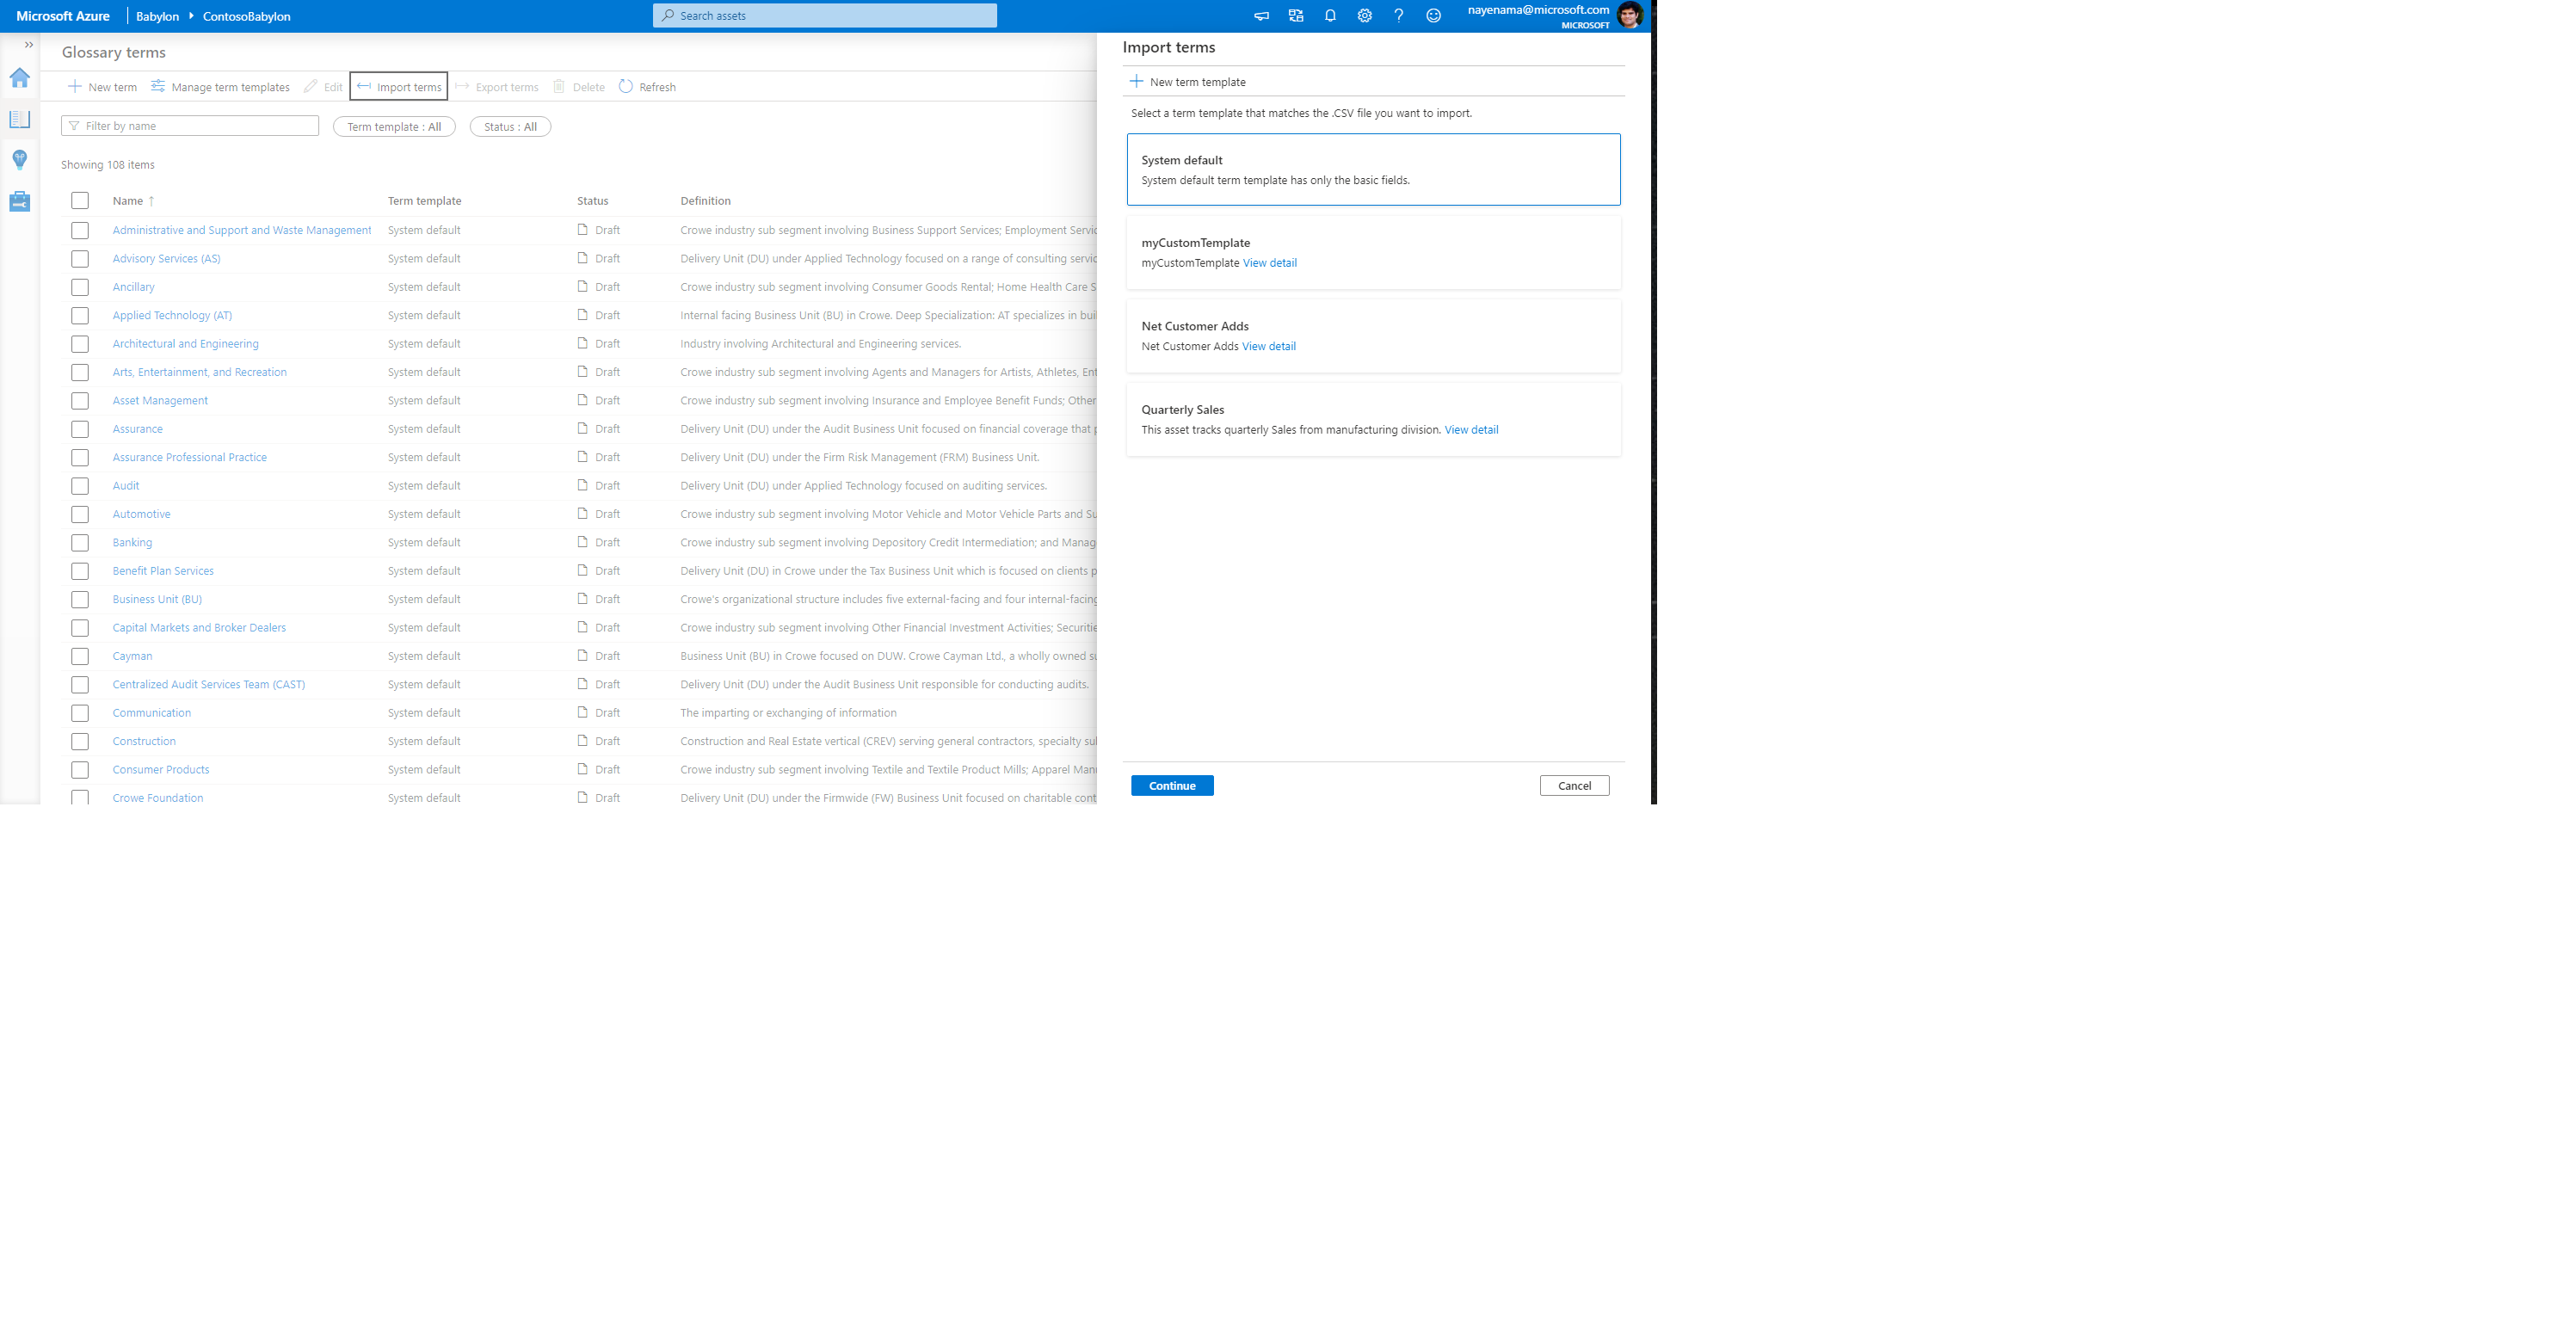 Microsoft Azure Babylon ContosoBabylon Search assets nayenama@microsoft.com
MICROSOFT
Glossary terms
New term Manage term templates Edit Import terms Export terms Delete Refresh
Filter by name Term template : All Status : All
Showing 108 items
Name ↑ Term template Status Definition
Administrative and Support and Waste Management System default Draft Crowe industry sub segment involving Business Support Services; Employment Servic
Advisory Services (AS) System default Draft Delivery Unit (DU) under Applied Technology focused on a range of consulting servic
Ancillary System default Draft Crowe industry sub segment involving Consumer Goods Rental; Home Health Care S
Applied Technology (AT) System default Draft Internal facing Business Unit (BU) in Crowe. Deep Specialization: AT specializes in bui
Architectural and Engineering System default Draft Industry involving Architectural and Engineering services.
Arts, Entertainment, and Recreation System default Draft Crowe industry sub segment involving Agents and Managers for Artists, Athletes, Ent
Asset Management System default Draft Crowe industry sub segment involving Insurance and Employee Benefit Funds; Other
Assurance System default Draft Delivery Unit (DU) under the Audit Business Unit focused on financial coverage that p
Assurance Professional Practice System default Draft Delivery Unit (DU) under the Firm Risk Management (FRM) Business Unit.
Audit System default Draft Delivery Unit (DU) under Applied Technology focused on auditing services.
Automotive System default Draft Crowe industry sub segment involving Motor Vehicle and Motor Vehicle Parts and Su
Banking System default Draft Crowe industry sub segment involving Depository Credit Intermediation; and Manag
Benefit Plan Services System default Draft Delivery Unit (DU) in Crowe under the Tax Business Unit which is focused on clients p
Business Unit (BU) System default Draft Crowe's organizational structure includes five external-facing and four internal-facing
Capital Markets and Broker Dealers System default Draft Crowe industry sub segment involving Other Financial Investment Activities; Securitie
Cayman System default Draft Business Unit (BU) in Crowe focused on DUW. Crowe Cayman Ltd., a wholly owned su
Centralized Audit Services Team (CAST) System default Draft Delivery Unit (DU) under the Audit Business Unit responsible for conducting audits.
Communication System default Draft The imparting or exchanging of information
Construction System default Draft Construction and Real Estate vertical (CREV) serving general contractors, specialty sul
Consumer Products System default Draft Crowe industry sub segment involving Textile and Textile Product Mills; Apparel Man
Crowe Foundation System default Draft Delivery Unit (DU) under the Firmwide (FW) Business Unit focused on charitable cont
Import terms
New term template
Select a term template that matches the .CSV file you want to import.
System default
System default term template has only the basic fields.
myCustomTemplate
myCustomTemplate View detail
Net Customer Adds
Net Customer Adds View detail
Quarterly Sales
This asset tracks quarterly Sales from manufacturing division. View detail
Continue Cancel